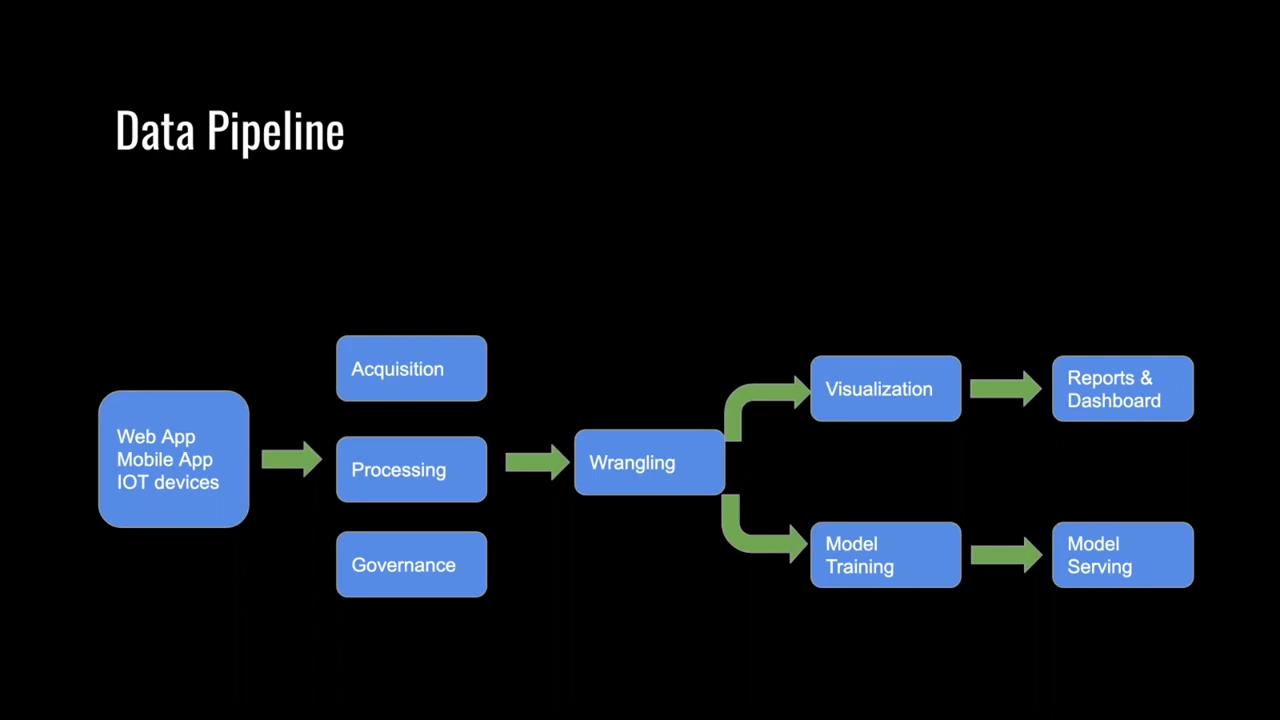 Data Pipeline
Web App
Mobile App
IOT devices
Acquisition
Processing
Governance
Wrangling
Visualization
Reports &
Dashboard
Model
Training
Model
Serving